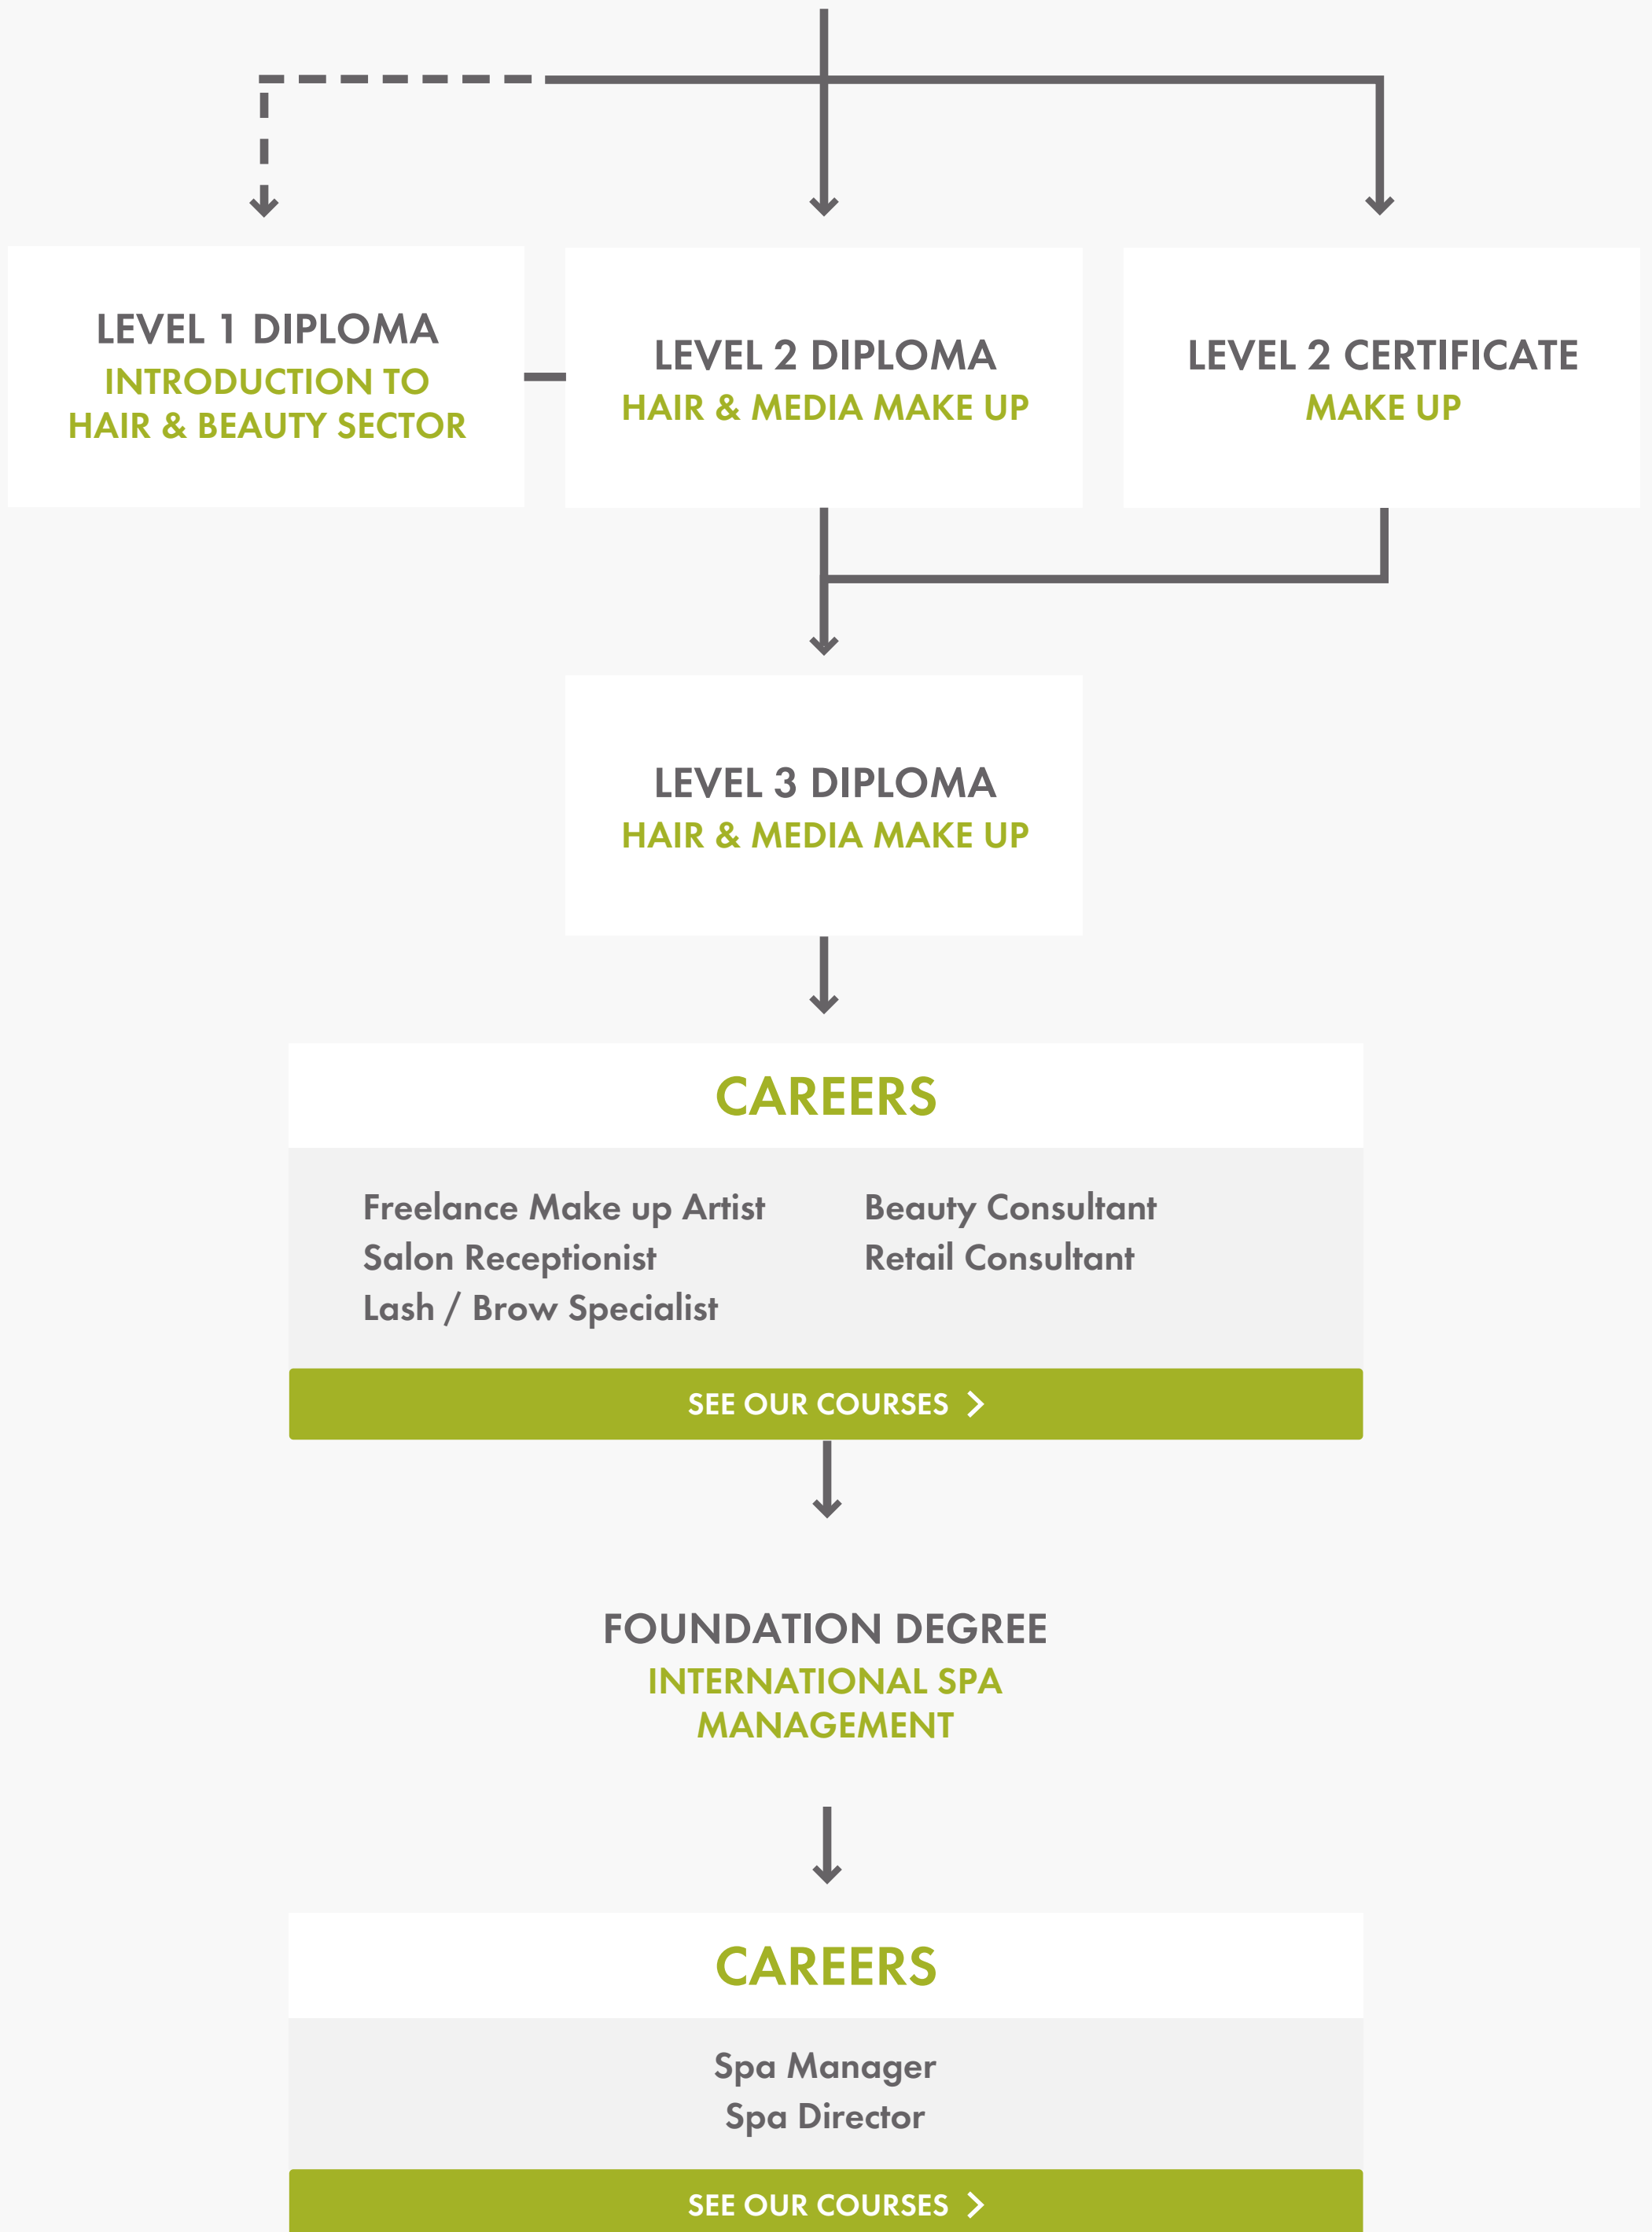 LEVEL 1 DIPLOMA
INTRODUCTION TO
HAIR & BEAUTY SECTOR
LEVEL 2 DIPLOMA
HAIR & MEDIA MAKE UP
LEVEL 2 CERTIFICATE
MAKE UP
LEVEL 3 DIPLOMA
HAIR & MEDIA MAKE UP
CAREERS
Freelance Make up Artist
Salon Receptionist
Lash / Brow Specialist
Beauty Consultant
Retail Consultant
SEE OUR COURSES
FOUNDATION DEGREE
INTERNATIONAL SPA
MANAGEMENT
CAREERS
Spa Manager
Spa Director
SEE OUR COURSES